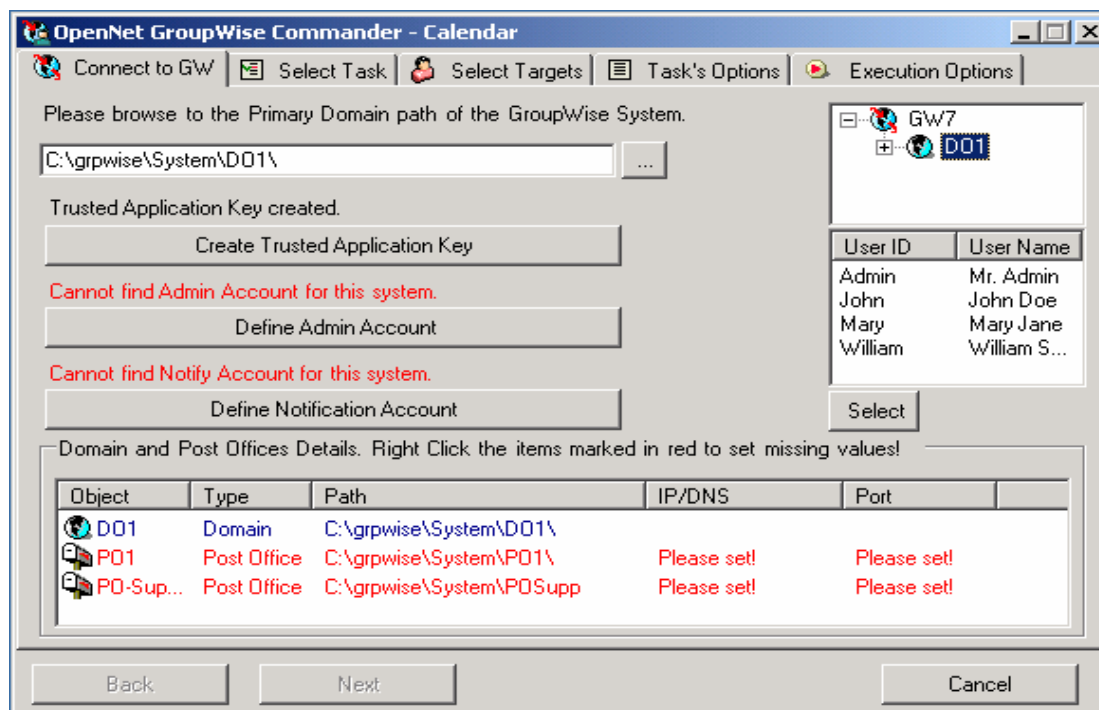 OpenNet GroupWise Commander - Calendar
Connect to GW Select Task Select Targets Task's Options Execution Options
Please browse to the Primary Domain path of the GroupWise System.
C:\grpwise\System\DO1\ ...
GW7
DO1
Trusted Application Key created.
Create Trusted Application Key
Cannot find Admin Account for this system.
Define Admin Account
Cannot find Notify Account for this system.
Define Notification Account
User ID User Name
Admin Mr. Admin
John John Doe
Mary Mary Jane
William William S...
Select
Domain and Post Offices Details. Right Click the items marked in red to set missing values!
Object Type Path IP/DNS Port
DO1 Domain C:\grpwise\System\DO1\
PO1 Post Office C:\grpwise\System\PO1\ Please set! Please set!
PO-Sup... Post Office C:\grpwise\System\POSupp Please set! Please set!
Back Next Cancel